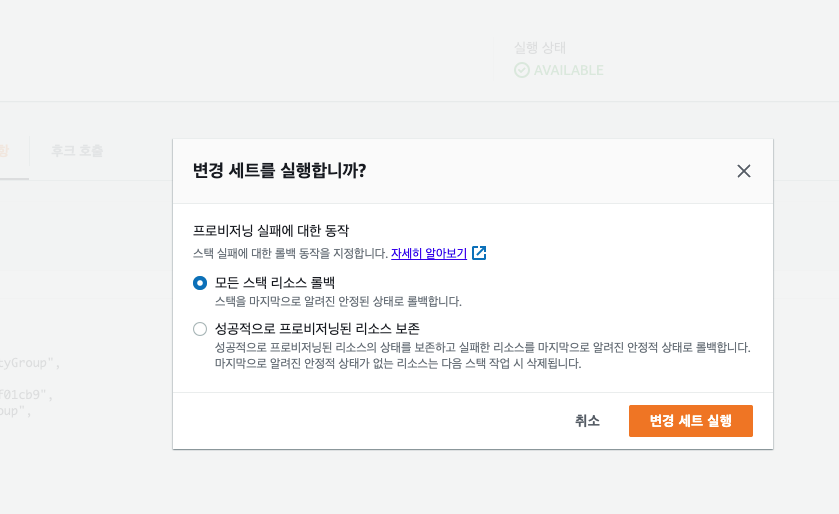 실행 상태
AVAILABLE
후크 호출
변경 세트를 실행합니까?
프로비저닝 실패에 대한 동작
스택 실패에 대한 롤백 동작을 지정합니다. 자세히 알아보기
모든 스택 리소스 롤백
스택을 마지막으로 알려진 안정된 상태로 롤백합니다.
성공적으로 프로비저닝된 리소스 보존
성공적으로 프로비저닝된 리소스의 상태를 보존하고 실패한 리소스를 마지막으로 알려진 안정적 상태로 롤백합니다.
마지막으로 알려진 안정적 상태가 없는 리소스는 다음 스택 작업 시 삭제됩니다.
cyGroup",
f01cb9",
oup",
취소
변경 세트 실행